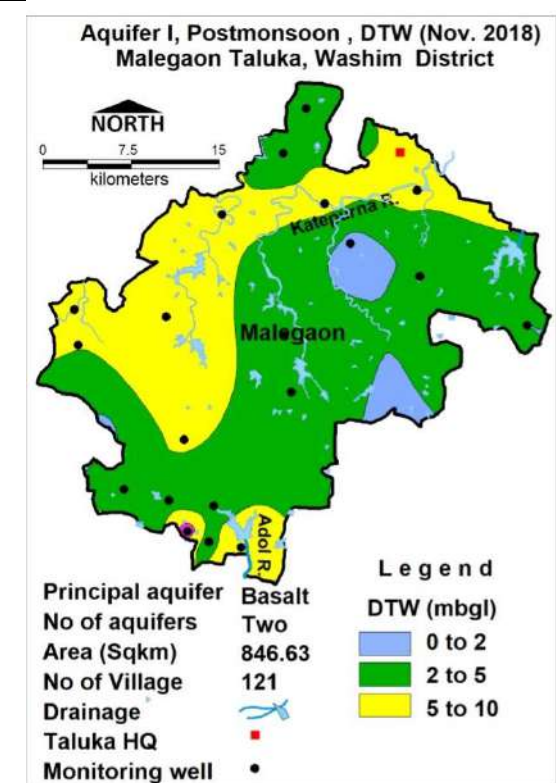 Aquifer I, Postmonsoon , DTW (Nov. 2018)
Malegaon Taluka, Washim District
NORTH
0 7.5 15
kilometers
Kateparna R.
Malegaon
Adol R.
Legend
DTW (mbgl)
0 to 2
2 to 5
5 to 10
Principal aquifer Basalt
No of aquifers Two
Area (Sqkm) 846.63
No of Village 121
Drainage
Taluka HQ
Monitoring well